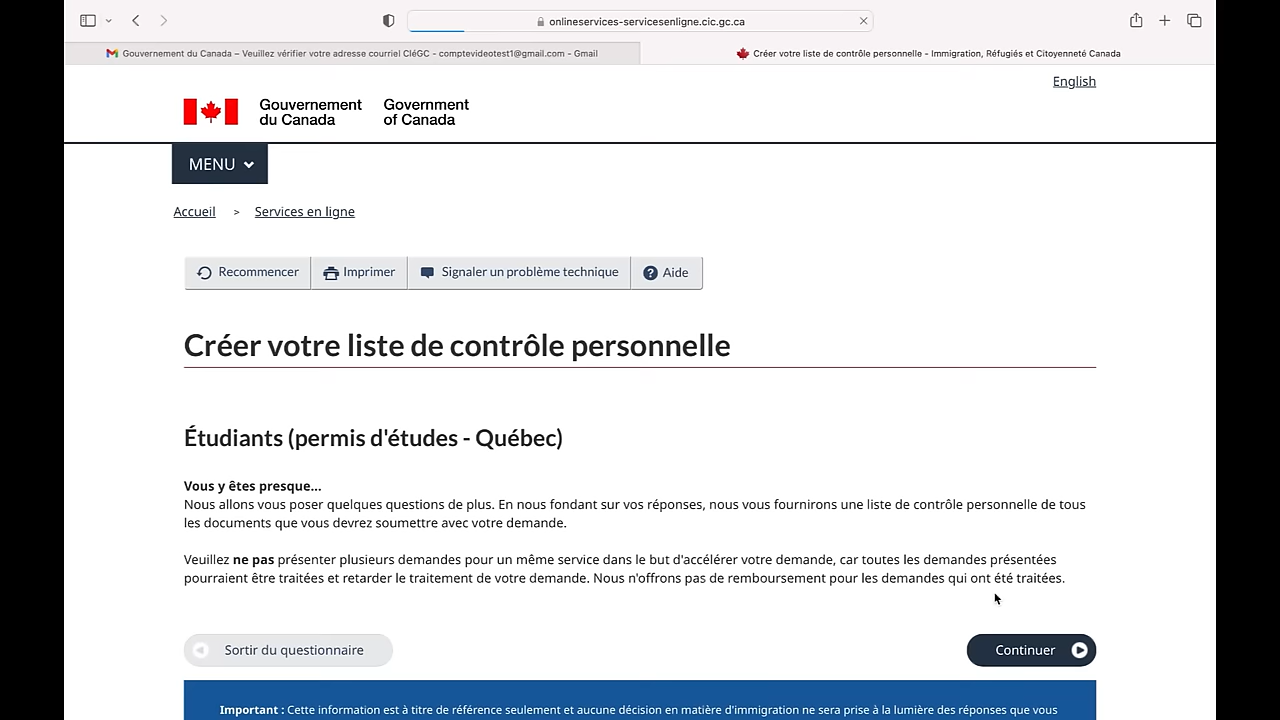 onlineservices-servicesenligne.cic.gc.ca
Gouvernement du Canada – Veuillez vérifier votre adresse courriel CléGC - comptevideotest1@gmail.com - Gmail
Créer votre liste de contrôle personnelle - Immigration, Réfugiés et Citoyenneté Canada
English
Gouvernement du Canada
Government of Canada
MENU
Accueil > Services en ligne
Recommencer
Imprimer
Signaler un problème technique
Aide
Créer votre liste de contrôle personnelle
Étudiants (permis d'études - Québec)
Vous y êtes presque...
Nous allons vous poser quelques questions de plus. En nous fondant sur vos réponses, nous vous fournirons une liste de contrôle personnelle de tous
les documents que vous devrez soumettre avec votre demande.
Veuillez ne pas présenter plusieurs demandes pour un même service dans le but d'accélérer votre demande, car toutes les demandes présentées
pourraient être traitées et retarder le traitement de votre demande. Nous n'offrons pas de remboursement pour les demandes qui ont été traitées.
Sortir du questionnaire
Continuer
Important : Cette information est à titre de référence seulement et aucune décision en matière d'immigration ne sera prise à la lumière des réponses que vous